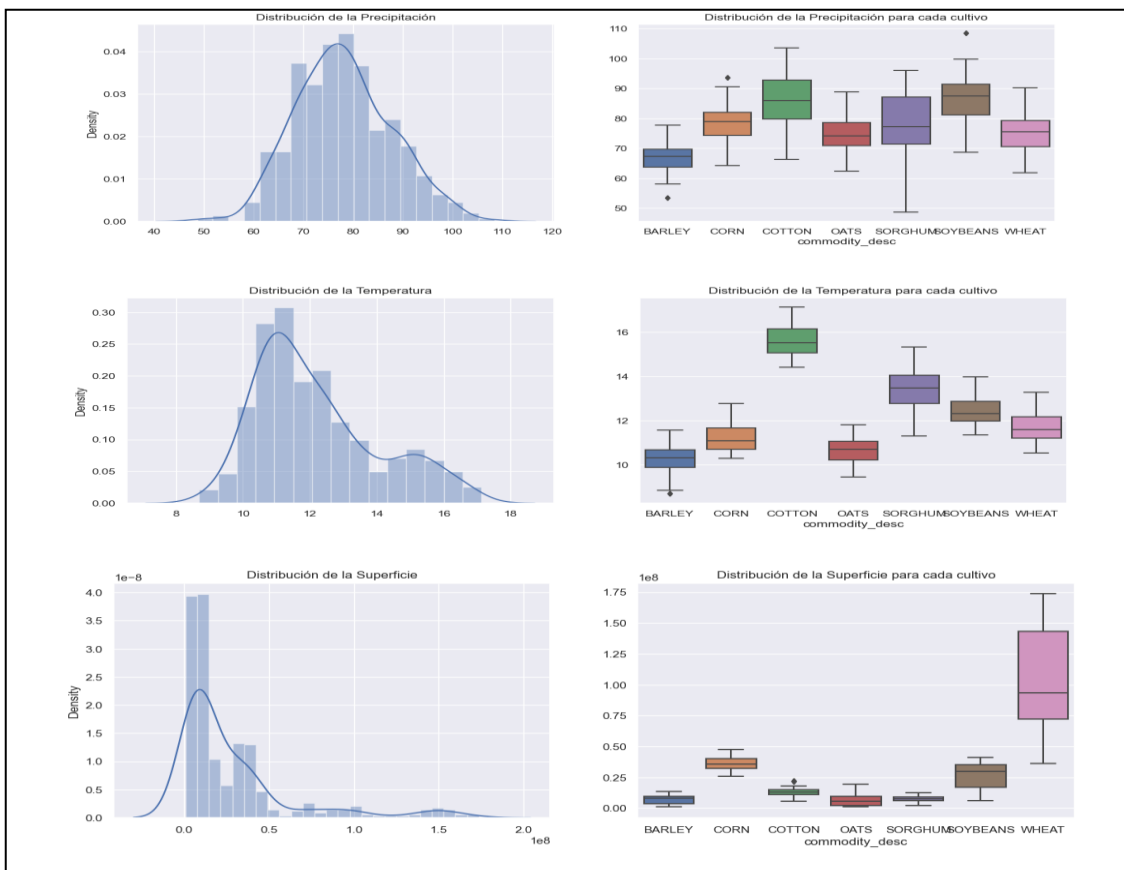 Distribución de la Precipitación
Density
0.04
0.03
0.02
0.01
0.00
40 50 60 70 80 90 100 110 120
Distribución de la Precipitación para cada cultivo
110
100
90
80
70
60
50
BARLEY CORN COTTON OATS SORGHUM SOYBEANS WHEAT
commodity_desc
Distribución de la Temperatura
Density
0.30
0.25
0.20
0.15
0.10
0.05
0.00
8 10 12 14 16 18
Distribución de la Temperatura para cada cultivo
16
14
12
10
BARLEY CORN COTTON OATS SORGHUM SOYBEANS WHEAT
commodity_desc
Distribución de la Superficie
1e−8
Density
4.0
3.5
3.0
2.5
2.0
1.5
1.0
0.5
0.0
0.0 0.5 1.0 1.5 2.0
1e8
Distribución de la Superficie para cada cultivo
1e8
1.75
1.50
1.25
1.00
0.75
0.50
0.25
0.00
BARLEY CORN COTTON OATS SORGHUM SOYBEANS WHEAT
commodity_desc